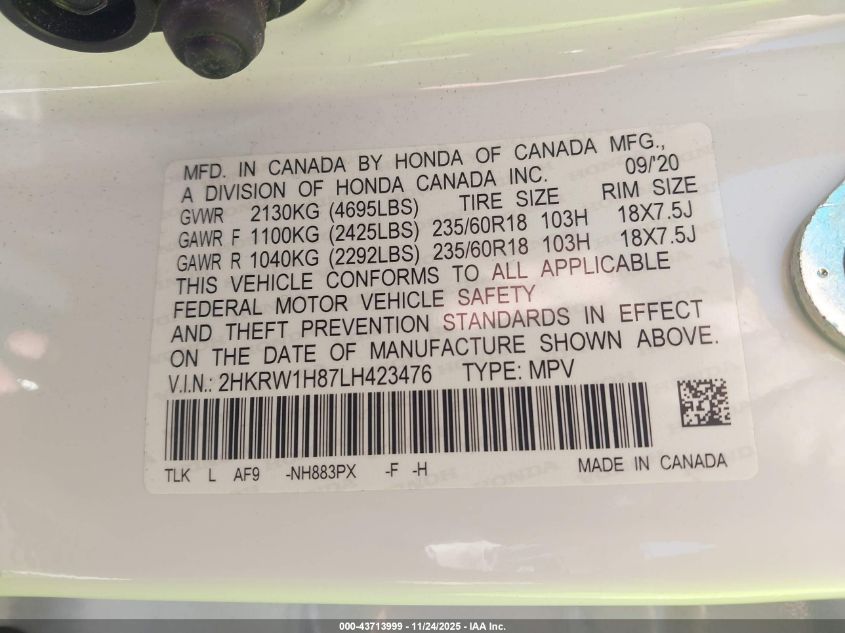 MFD. IN CANADA BY HONDA OF CANADA MFG.,
A DIVISION OF HONDA CANADA INC. 09/'20
GVWR 2130KG (4695LBS) TIRE SIZE RIM SIZE
GAWR F 1100KG (2425LBS) 235/60R18 103H 18X7.5J
GAWR R 1040KG (2292LBS) 235/60R18 103H 18X7.5J
THIS VEHICLE CONFORMS TO ALL APPLICABLE
FEDERAL MOTOR VEHICLE SAFETY
AND THEFT PREVENTION STANDARDS IN EFFECT
ON THE DATE OF MANUFACTURE SHOWN ABOVE.
V.I.N.: 2HKRW1H87LH423476 TYPE: MPV
TLK L AF9 -NH883PX -F -H MADE IN CANADA
000-43713999 - 11/24/2025 - IAA Inc.